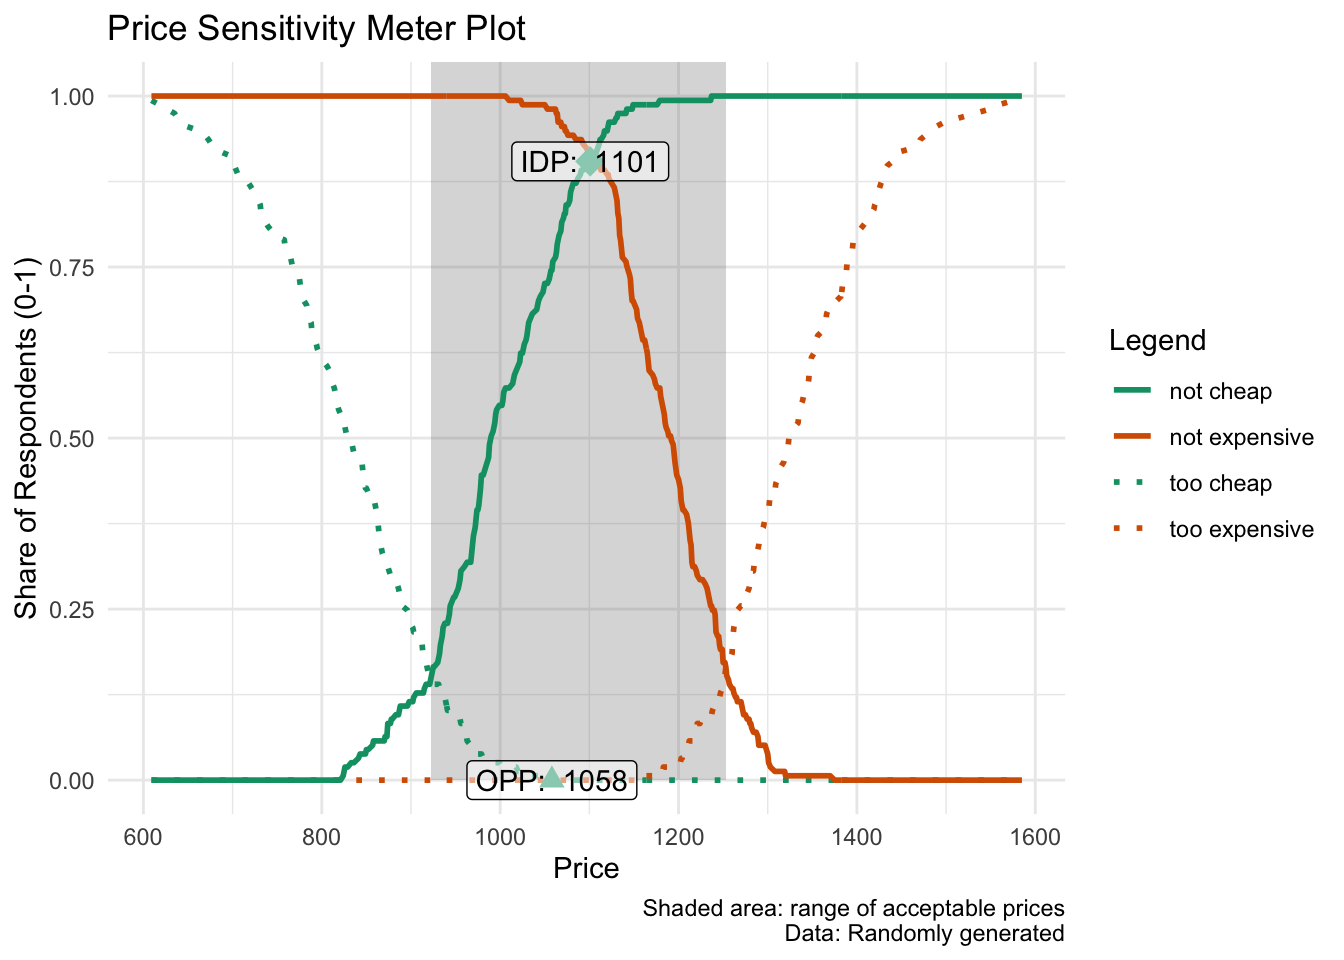 Price Sensitivity Meter Plot
Share of Respondents (0-1)
1.00
0.75
0.50
0.25
0.00
IDP: 1101
OPP: 1058
600 800 1000 1200 1400 1600
Price
Legend
not cheap
not expensive
too cheap
too expensive
Shaded area: range of acceptable prices
Data: Randomly generated